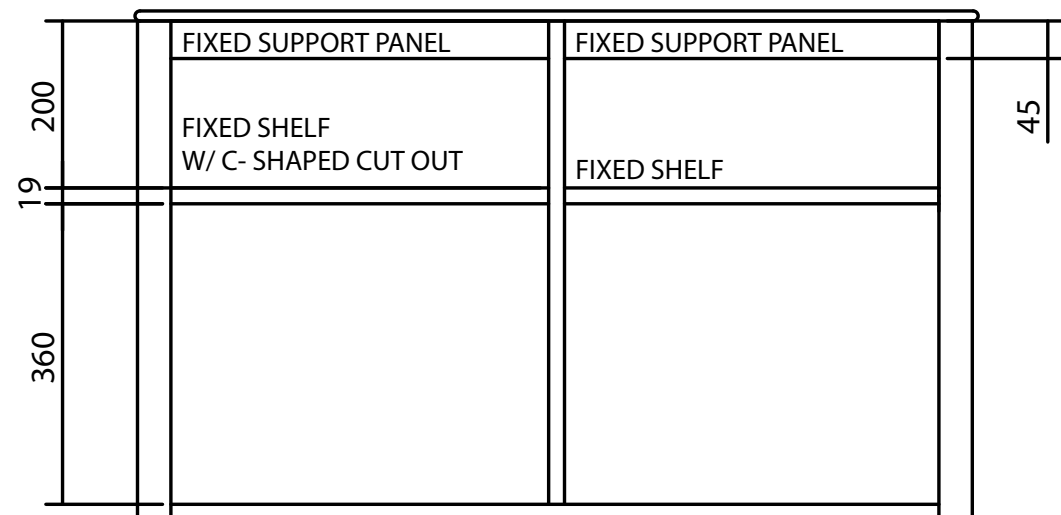 FIXED SUPPORT PANEL
FIXED SUPPORT PANEL
200
45
FIXED SHELF
W/ C- SHAPED CUT OUT
FIXED SHELF
19
360